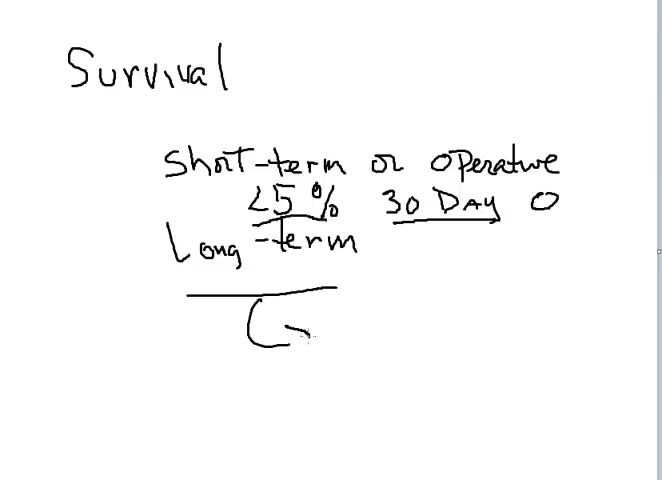 Survival
Short-term or operative
<5% 30 DAY O
Long-term